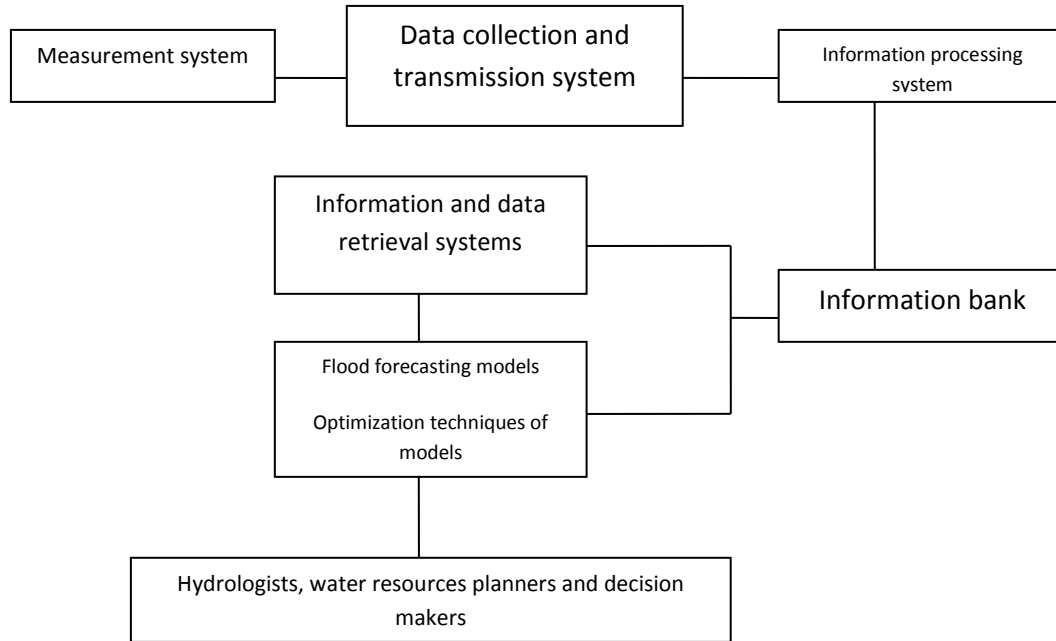 Measurement system
Data collection and
transmission system
Information processing
system
Information and data
retrieval systems
Information bank
Flood forecasting models
Optimization techniques of
models
Hydrologists, water resources planners and decision
makers